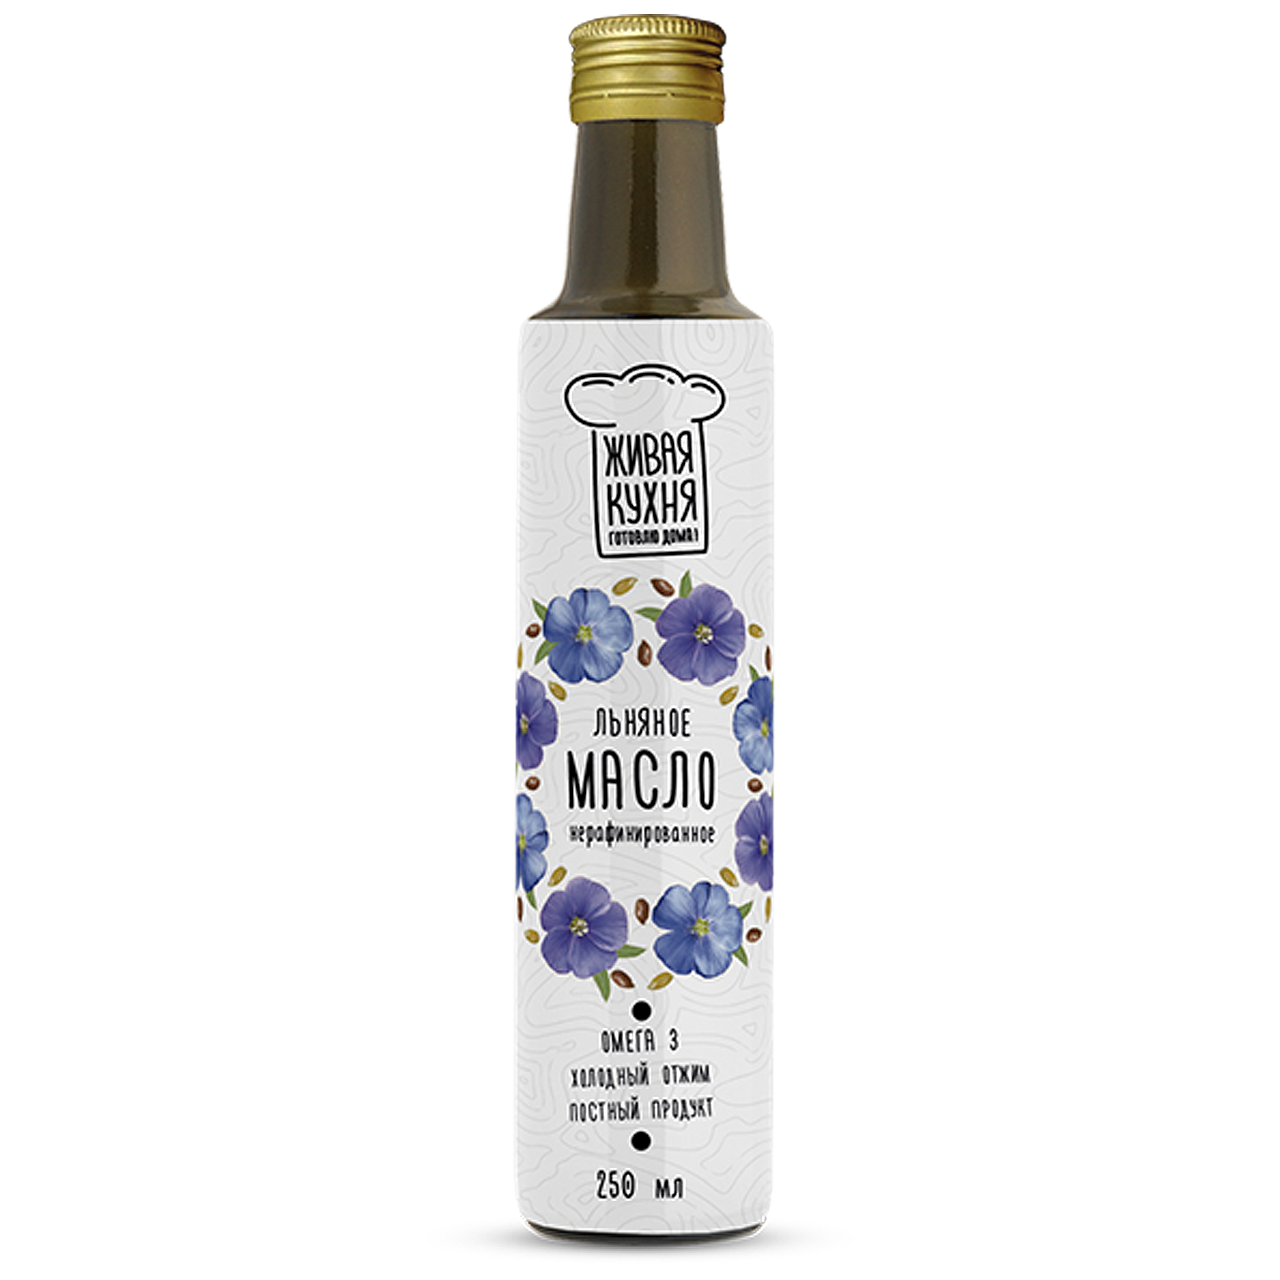 ЖИВАЯ
КУХНЯ
ГОТОВЛЮ ДОМА!
ЛЬНЯНОЕ
МАСЛО
нерафинированное
ОМЕГА 3
ХОЛОДНЫЙ ОТЖИМ
ПОСТНЫЙ ПРОДУКТ
250 мл